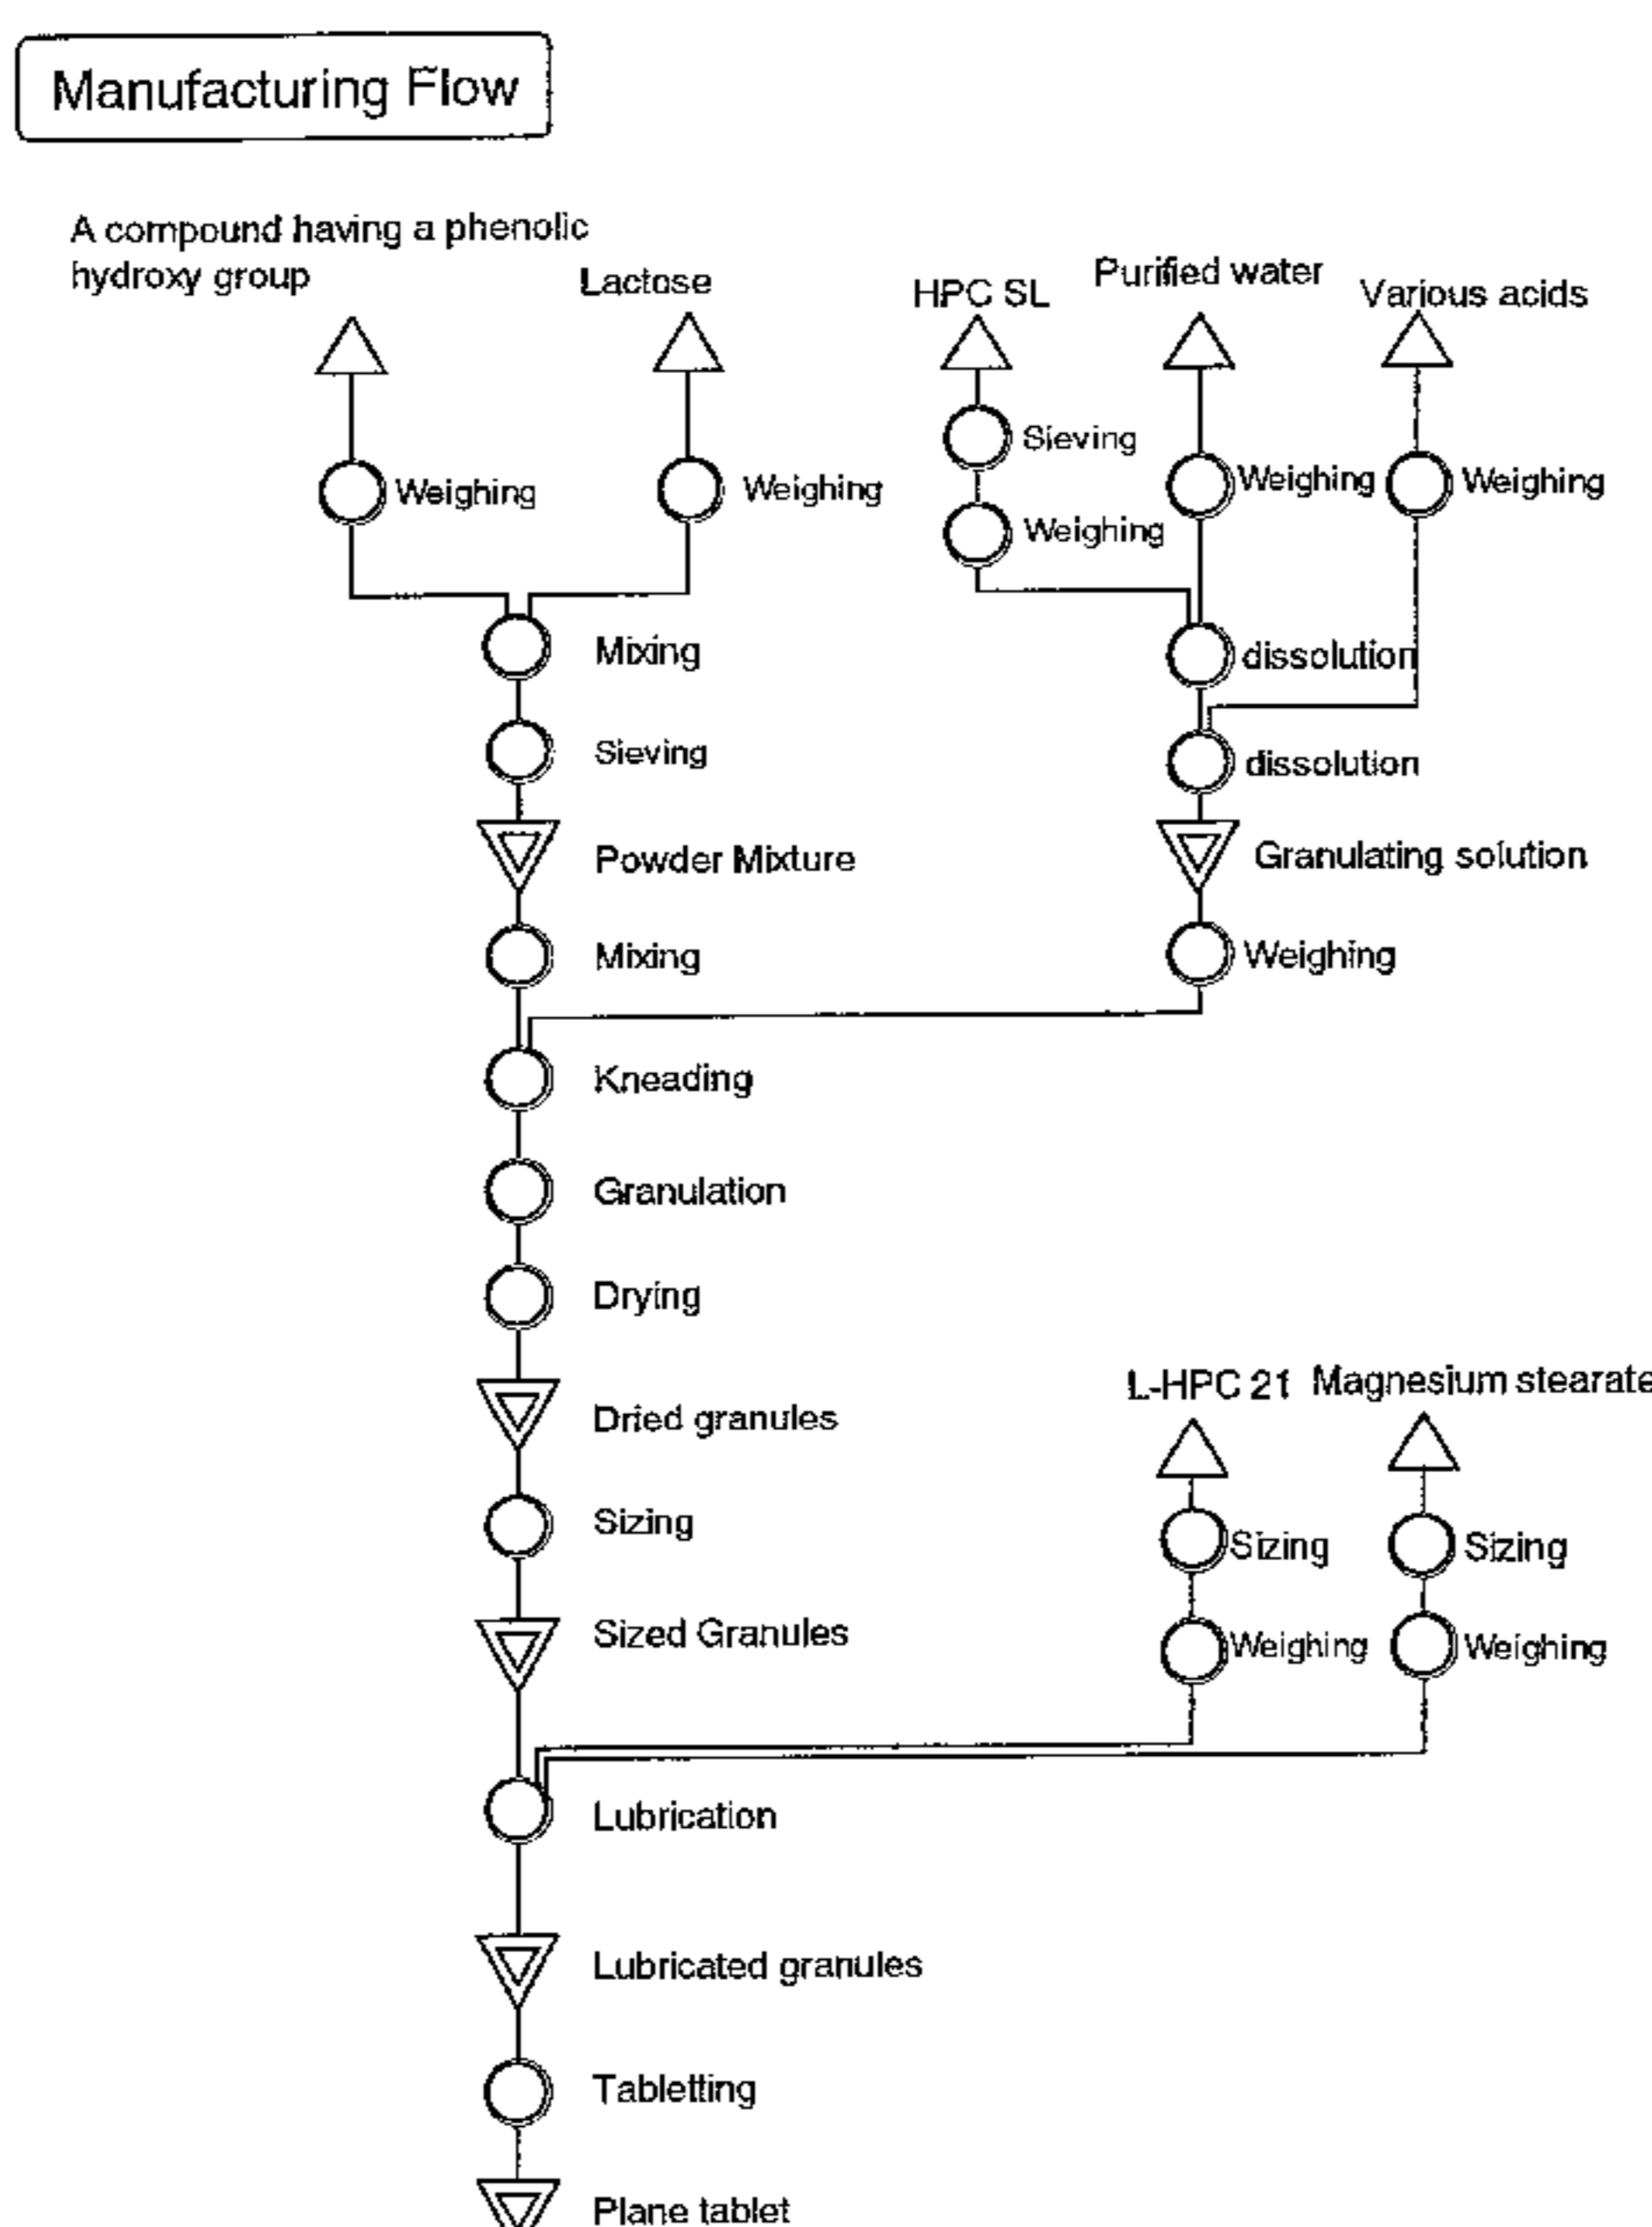 Manufacturing Flow
A compound having a phenolic
hydroxy group
Lactose
HPC SL
Purified water
Various acids
Weighing
Weighing
Sieving
Weighing
Weighing
Weighing
Mixing
dissolution
Sieving
dissolution
Powder Mixture
Granulating solution
Mixing
Weighing
Kneading
Granulation
Drying
L-HPC 21
Magnesium stearate
Dried granules
Sizing
Sizing
Sizing
Sized Granules
Weighing
Weighing
Lubrication
Lubricated granules
Tabletting
Plane tablet